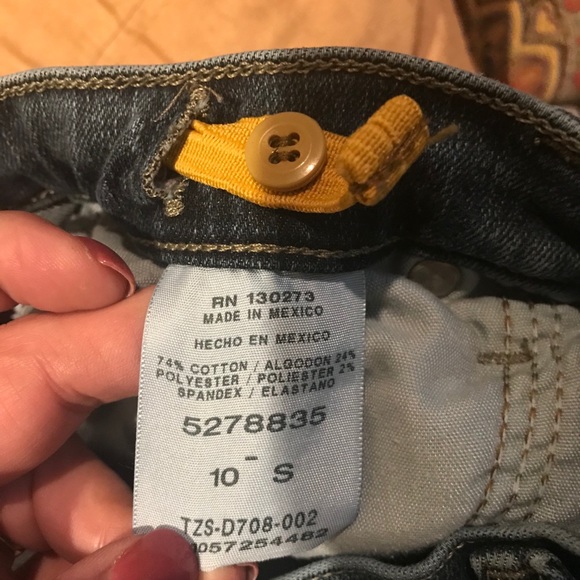 RN 130273
MADE IN MEXICO
HECHO EN MEXICO
74% COTTON / ALGODON 24%
POLYESTER / POLIESTER 2%
SPANDEX / ELASTANO
5278835
10 - S
TZS-D708-002
057254482